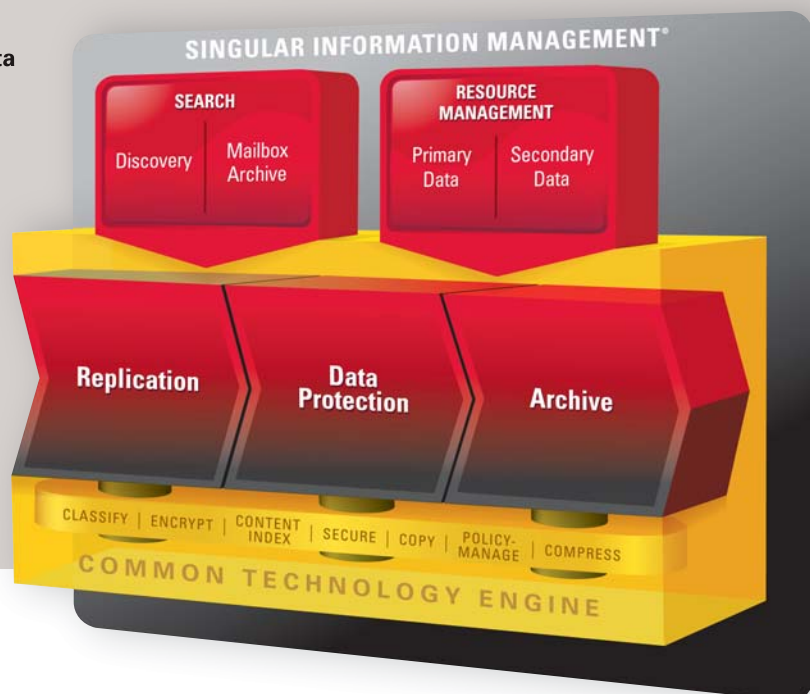 SINGULAR INFORMATION MANAGEMENT®
SEARCH
Discovery
Mailbox
Archive
RESOURCE
MANAGEMENT
Primary
Data
Secondary
Data
Replication
Data
Protection
Archive
CLASSIFY | ENCRYPT | CONTENT INDEX | SECURE | COPY | POLICY-MANAGE | COMPRESS
COMMON TECHNOLOGY ENGINE